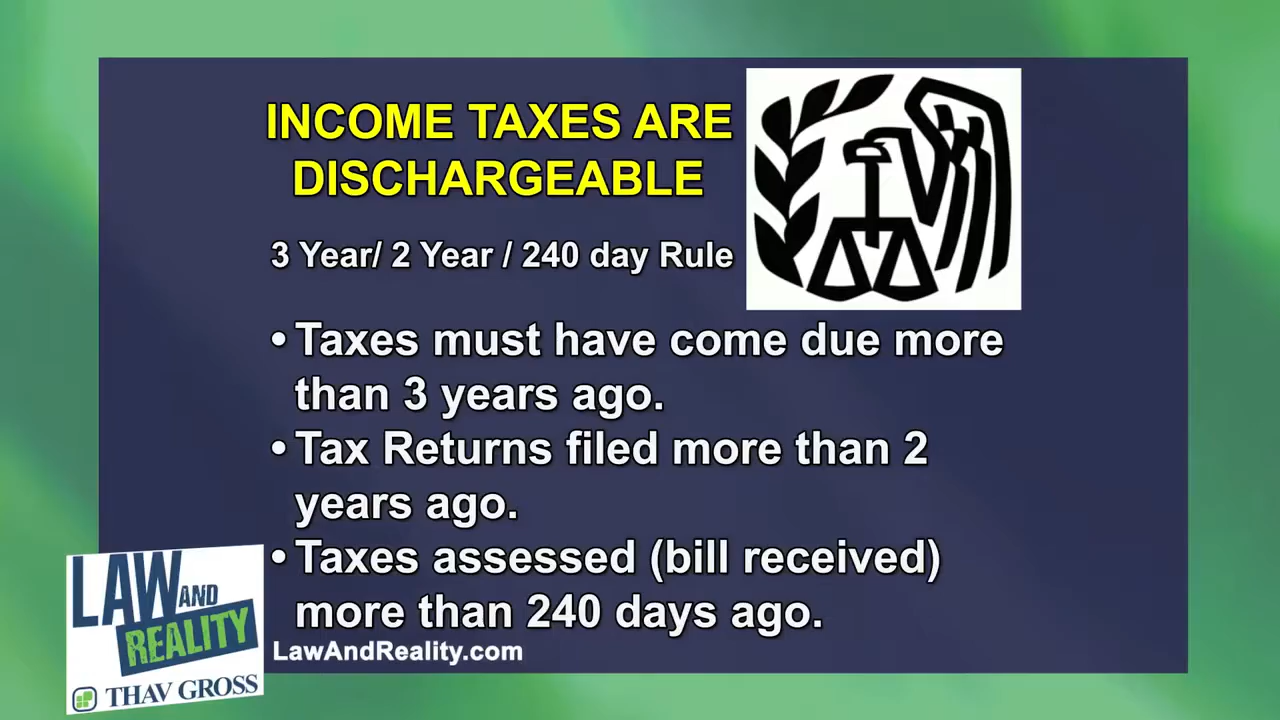 INCOME TAXES ARE
DISCHARGEABLE
3 Year/ 2 Year / 240 day Rule
• Taxes must have come due more
than 3 years ago.
• Tax Returns filed more than 2
years ago.
• Taxes assessed (bill received)
more than 240 days ago.
LAW AND
REALITY
THAV GROSS
LawAndReality.com